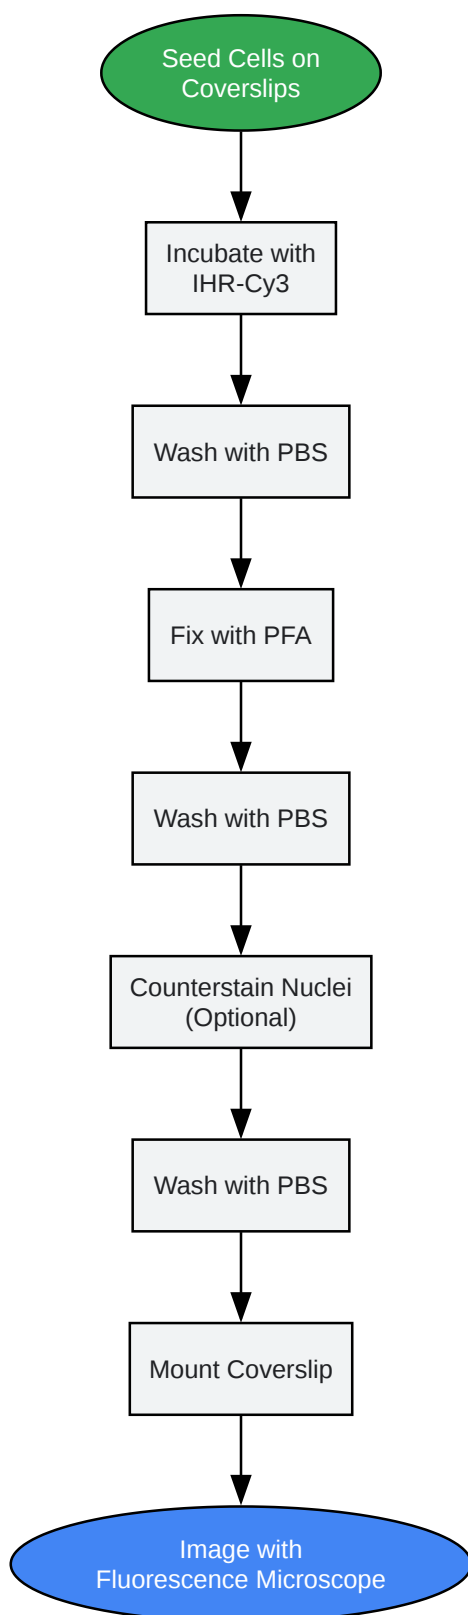 Seed Cells on
Coverslips
Incubate with
IHR-Cy3
Wash with PBS
Fix with PFA
Wash with PBS
Counterstain Nuclei
(Optional)
Wash with PBS
Mount Coverslip
Image with
Fluorescence Microscope